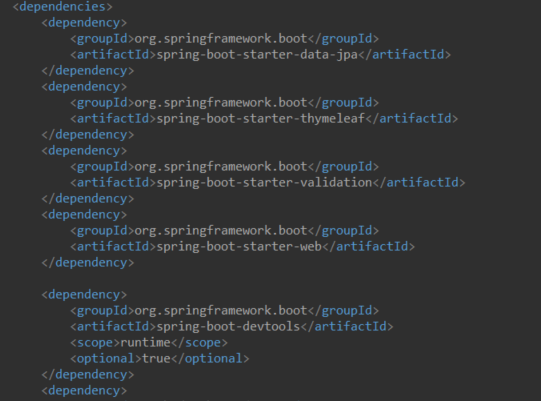 <dependencies>
<dependency>
<groupId>org.springframework.boot</groupId>
<artifactId>spring-boot-starter-data-jpa</artifactId>
</dependency>
<dependency>
<groupId>org.springframework.boot</groupId>
<artifactId>spring-boot-starter-thymeleaf</artifactId>
</dependency>
<dependency>
<groupId>org.springframework.boot</groupId>
<artifactId>spring-boot-starter-validation</artifactId>
</dependency>
<dependency>
<groupId>org.springframework.boot</groupId>
<artifactId>spring-boot-starter-web</artifactId>
</dependency>
<dependency>
<groupId>org.springframework.boot</groupId>
<artifactId>spring-boot-devtools</artifactId>
<scope>runtime</scope>
<optional>true</optional>
</dependency>
<dependency>